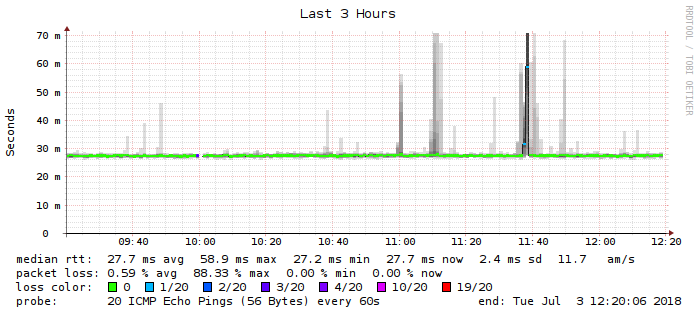 Last 3 Hours
RRDTOOL / TOBI OETIKER
Seconds
70 m
60 m
50 m
40 m
30 m
20 m
10 m
0
09:40 10:00 10:20 10:40 11:00 11:20 11:40 12:00 12:20
median rtt: 27.7 ms avg 58.9 ms max 27.2 ms min 27.7 ms now 2.4 ms sd 11.7 am/s
packet loss: 0.59 % avg 88.33 % max 0.00 % min 0.00 % now
loss color: 0 1/20 2/20 3/20 4/20 10/20 19/20
probe: 20 ICMP Echo Pings (56 Bytes) every 60s end: Tue Jul 3 12:20:06 2018